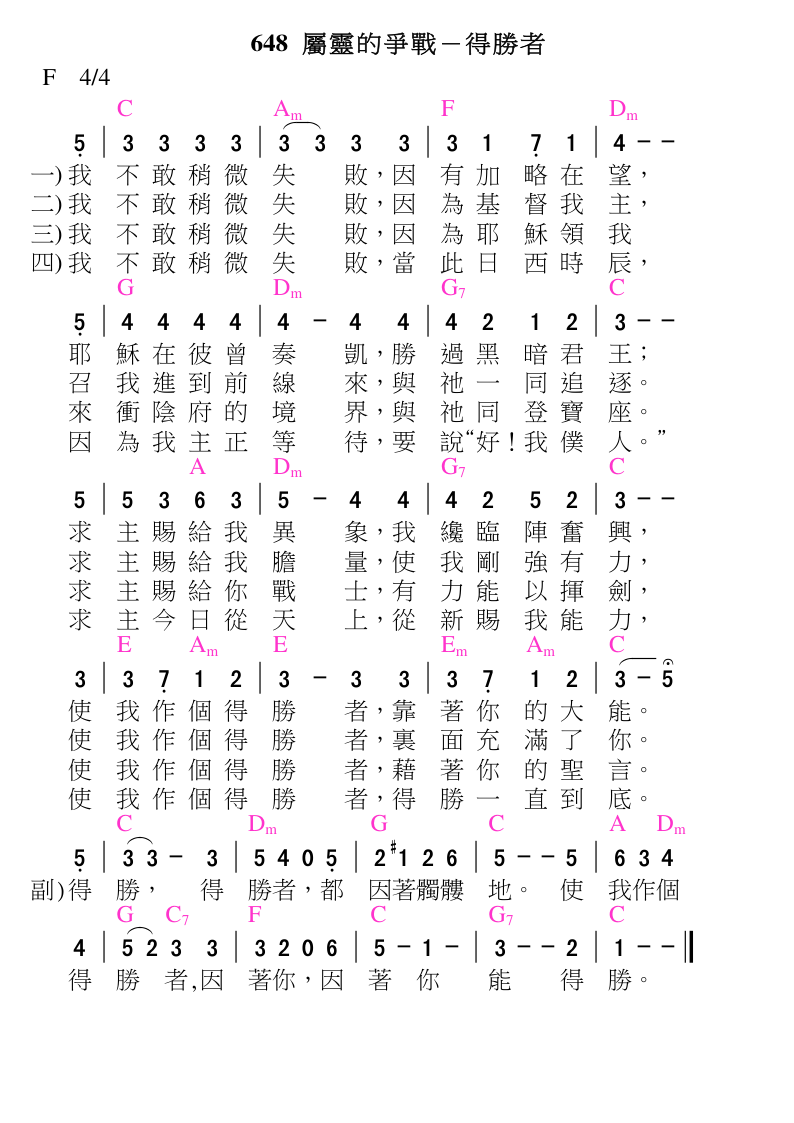 648 屬靈的爭戰－得勝者
F 4/4
C Am F Dm
5 | 3 3 3 3 | 3 3 3 3 | 3 1 7 1 | 4 - -
一)我 不敢稍微 失 敗，因 有加 略在 望，
二)我 不敢稍微 失 敗，因 為基 督我 主，
三)我 不敢稍微 失 敗，因 為耶 穌領 我
四)我 不敢稍微 失 敗，當 此日 西時 辰，
G Dm G7 C
5 | 4 4 4 4 | 4 - 4 4 | 4 2 1 2 | 3 - -
耶 穌在彼曾 奏 凱，勝 過黑 暗君 王；
召 我進到前 線 來，與 祂一 同追 逐。
來 衝陰府的 境 界，與 祂同 登寶 座。
因 為我主正 等 待，要 說“好！我僕 人。”
A Dm G7 C
5 | 5 3 6 3 | 5 - 4 4 | 4 2 5 2 | 3 - -
求 主賜給我 異 象，我 纔臨 陣奮 興，
求 主賜給我 膽 量，使 我剛 強有 力，
求 主賜給你 戰 士，有 力能 以揮 劍，
求 主今日從 天 上，從 新賜 我能 力，
E Am E Em Am C
3 | 3 7 1 2 | 3 - 3 3 | 3 7 1 2 | 3 - 5
使 我作個得 勝 者，靠 著你 的大 能。
使 我作個得 勝 者，裏 面充 滿了 你。
使 我作個得 勝 者，藉 著你 的聖 言。
使 我作個得 勝 者，得 勝一 直到 底。
C Dm G C A Dm
5 | 3 3 - 3 | 5 4 0 5 | 2 #1 2 6 | 5 - - 5 | 6 3 4
副)得 勝， 得 勝者，都 因著髑髏 地。 使 我作個
G C7 F C G7 C
4 | 5 2 3 3 | 3 2 0 6 | 5 - 1 - | 3 - - 2 | 1 - - ‖
得 勝 者,因 著你，因 著 你 能 得 勝。